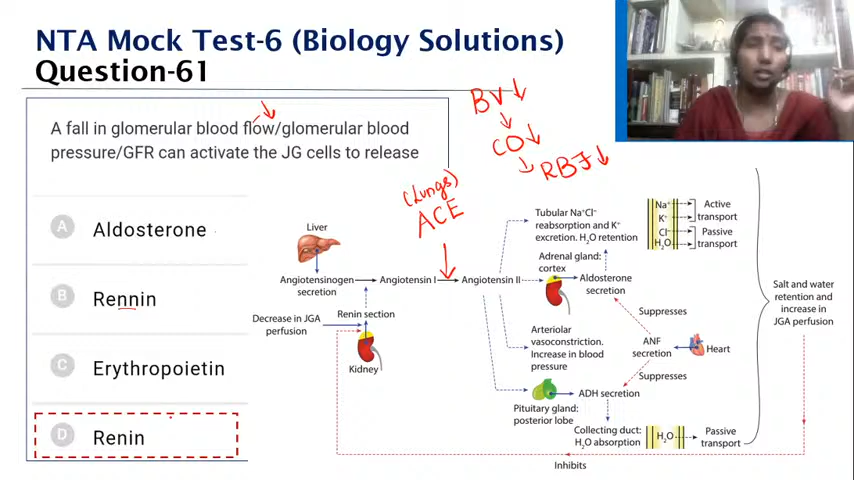 NTA Mock Test-6 (Biology Solutions)
Question-61
A fall in glomerular blood flow/glomerular blood
pressure/GFR can activate the JG cells to release
A
Aldosterone
B
Rennin
C
Erythropoietin
D
Renin
BV↓
CO↓
RBF↓
(Lungs)
ACE
Liver
Angiotensinogen
secretion
Angiotensin I
Angiotensin II
Decrease in JGA
perfusion
Renin section
Kidney
Tubular Na⁺Cl⁻
reabsorption and K⁺
excretion. H₂O retention
Adrenal gland:
cortex
Aldosterone
secretion
Arteriolar
vasoconstriction.
Increase in blood
pressure
Pituitary gland:
posterior lobe
ADH secretion
Collecting duct:
H₂O absorption
H₂O
Passive
transport
Suppresses
ANF
secretion
Heart
Suppresses
Na⁺
K⁺
Cl⁻
H₂O
Active
transport
Passive
transport
Salt and water
retention and
increase in
JGA perfusion
Inhibits